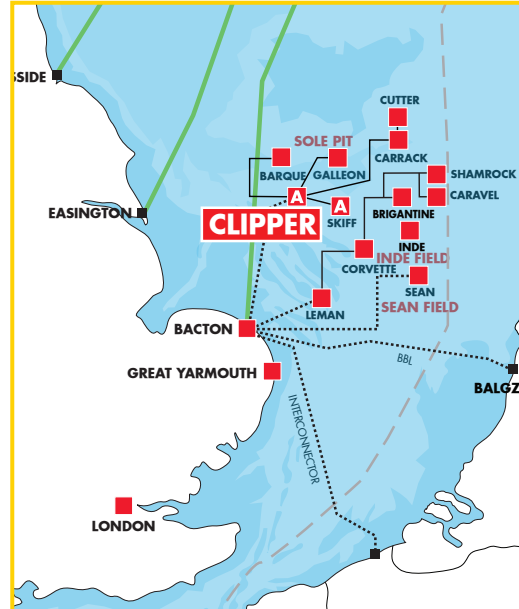 SSIDE
CUTTER
SOLE PIT
CARRACK
BARQUE
GALLEON
SHAMROCK
A
A
CARAVEL
EASINGTON
CLIPPER
SKIFF
BRIGANTINE
INDE
CORVETTE
INDE FIELD
SEAN
LEMAN
SEAN FIELD
BACTON
BBL
GREAT YARMOUTH
BALGZ
INTERCONNECTOR
LONDON